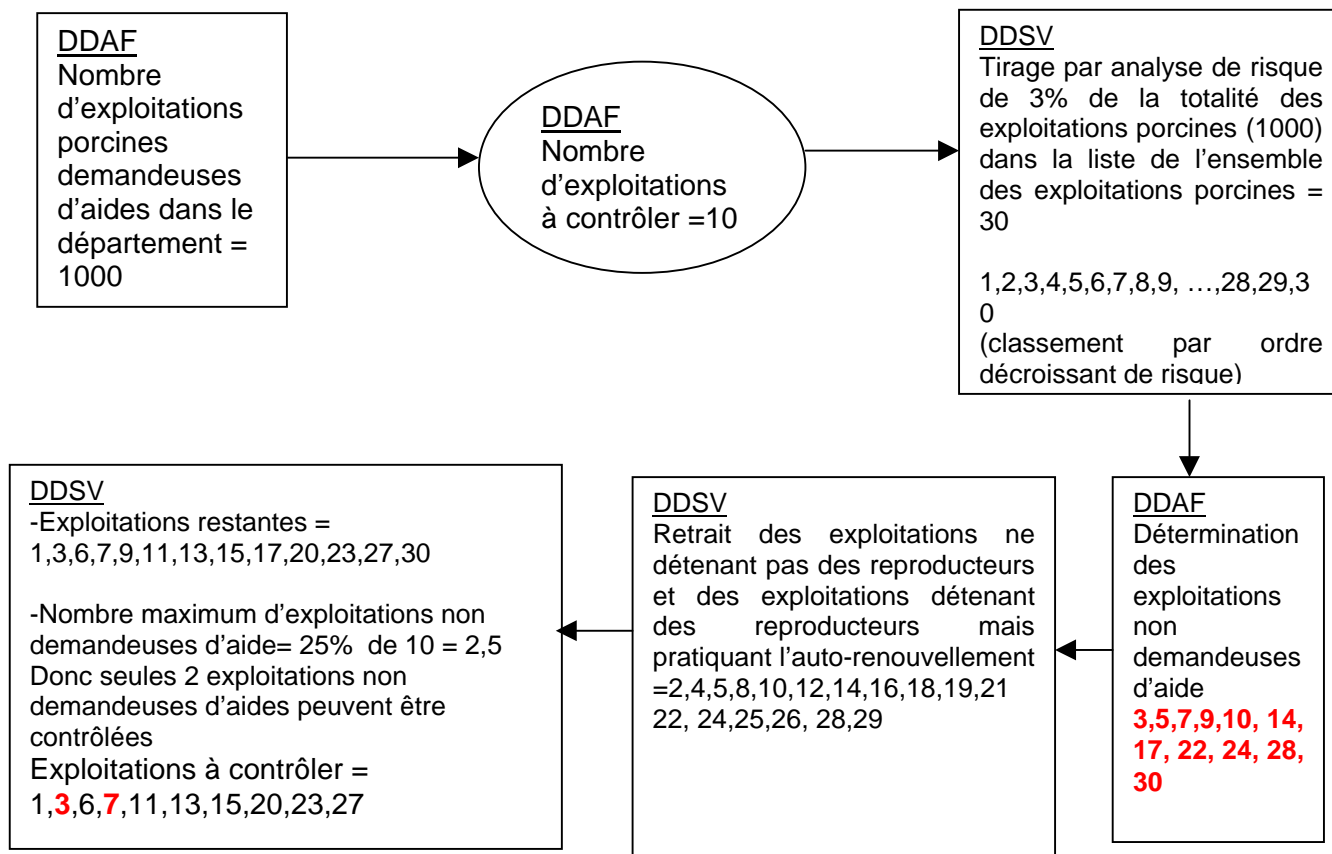 DDAF
Nombre
d'exploitations
porcines
demandeuses
d'aides dans le
département =
1000
DDAF
Nombre
d'exploitations
à contrôler =10
DDSV
Tirage par analyse de risque
de 3% de la totalité des
exploitations porcines (1000)
dans la liste de l'ensemble
des exploitations porcines =
30
1,2,3,4,5,6,7,8,9, …,28,29,3
0
(classement par ordre
décroissant de risque)
DDAF
Détermination
des
exploitations
non
demandeuses
d'aide
3,5,7,9,10, 14,
17, 22, 24, 28,
30
DDSV
Retrait des exploitations ne
détenant pas des reproducteurs
et des exploitations détenant
des reproducteurs mais
pratiquant l'auto-renouvellement
=2,4,5,8,10,12,14,16,18,19,21
22, 24,25,26, 28,29
DDSV
-Exploitations restantes =
1,3,6,7,9,11,13,15,17,20,23,27,30
-Nombre maximum d'exploitations non
demandeuses d'aide= 25% de 10 = 2,5
Donc seules 2 exploitations non
demandeuses d'aides peuvent être
contrôlées
Exploitations à contrôler =
1,3,6,7,11,13,15,20,23,27